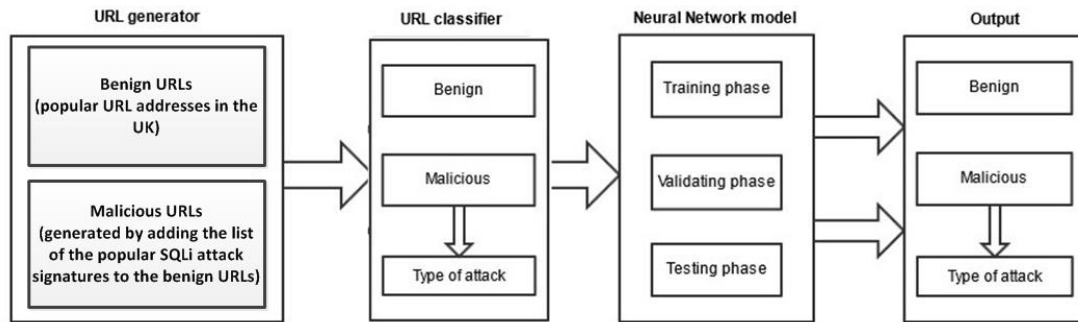 URL generator
Benign URLs
(popular URL addresses in the
UK)
Malicious URLs
(generated by adding the list
of the popular SQLi attack
signatures to the benign URLs)
URL classifier
Benign
Malicious
Type of attack
Neural Network model
Training phase
Validating phase
Testing phase
Output
Benign
Malicious
Type of attack